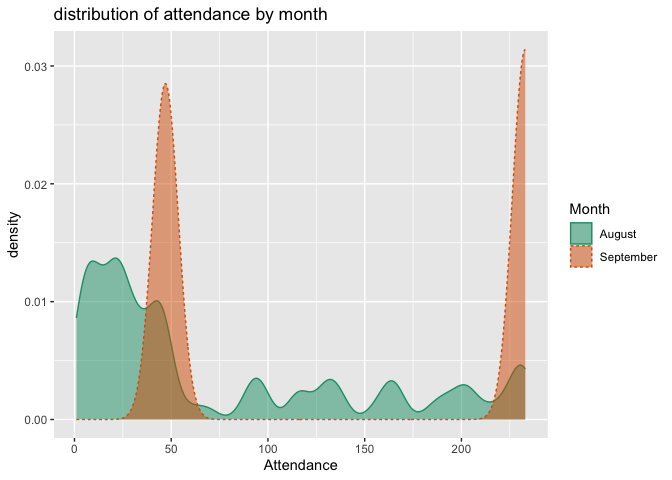 distribution of attendance by month
0.03
0.02
0.01
0.00
density
0 50 100 150 200
Attendance
Month
August
September